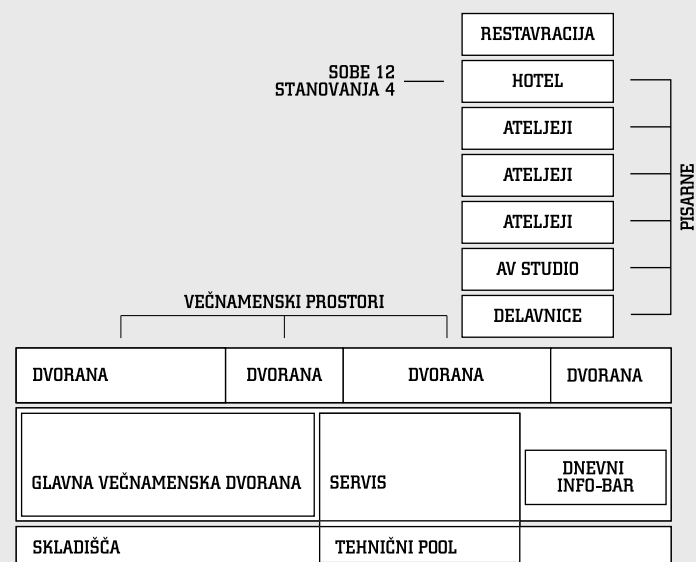 RESTAVRACIJA
SOBE 12
STANOVANJA 4
HOTEL
ATELJEJI
ATELJEJI
ATELJEJI
PISARNE
AV STUDIO
DELAVNICE
VEČNAMENSKI PROSTORI
DVORANA
DVORANA
DVORANA
DVORANA
GLAVNA VEČNAMENSKA DVORANA
SERVIS
DNEVNI
INFO-BAR
SKLADIŠČA
TEHNIČNI POOL